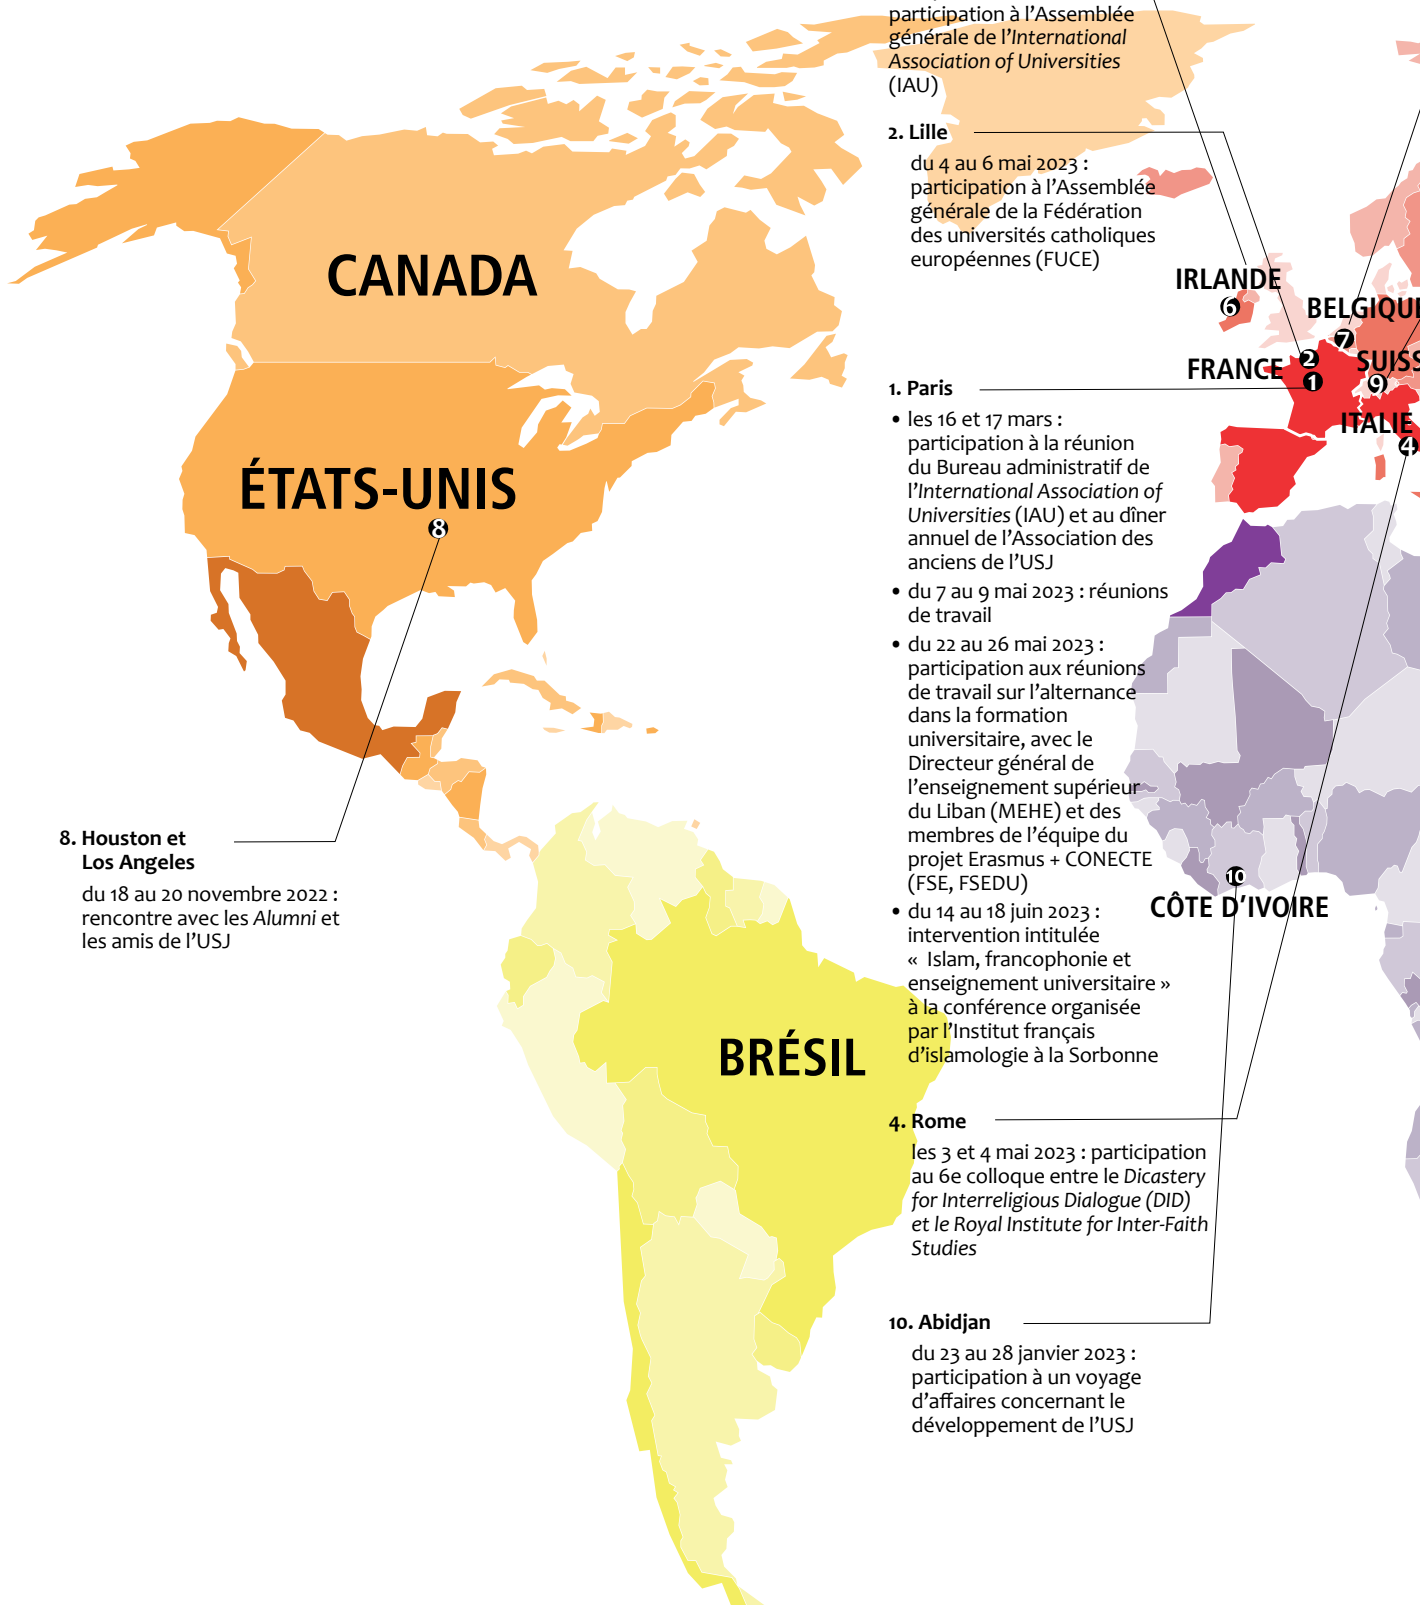 participation à l'Assemblée
générale de l'International
Association of Universities
(IAU)
2. Lille
du 4 au 6 mai 2023 :
participation à l'Assemblée
générale de la Fédération
des universités catholiques
européennes (FUCE)
CANADA
IRLANDE
6
BELGIQUE
7
2
FRANCE
1
SUISS
9
ITALIE
4
1. Paris
• les 16 et 17 mars :
participation à la réunion
du Bureau administratif de
l'International Association of
Universities (IAU) et au dîner
annuel de l'Association des
anciens de l'USJ
• du 7 au 9 mai 2023 : réunions
de travail
• du 22 au 26 mai 2023 :
participation aux réunions
de travail sur l'alternance
dans la formation
universitaire, avec le
Directeur général de
l'enseignement supérieur
du Liban (MEHE) et des
membres de l'équipe du
projet Erasmus + CONECTE
(FSE, FSEDU)
• du 14 au 18 juin 2023 :
intervention intitulée
« Islam, francophonie et
enseignement universitaire »
à la conférence organisée
par l'Institut français
d'islamologie à la Sorbonne
ÉTATS-UNIS
8
8. Houston et
Los Angeles
du 18 au 20 novembre 2022 :
rencontre avec les Alumni et
les amis de l'USJ
10
CÔTE D'IVOIRE
BRÉSIL
4. Rome
les 3 et 4 mai 2023 : participation
au 6e colloque entre le Dicastery
for Interreligious Dialogue (DID)
et le Royal Institute for Inter-Faith
Studies
10. Abidjan
du 23 au 28 janvier 2023 :
participation à un voyage
d'affaires concernant le
développement de l'USJ